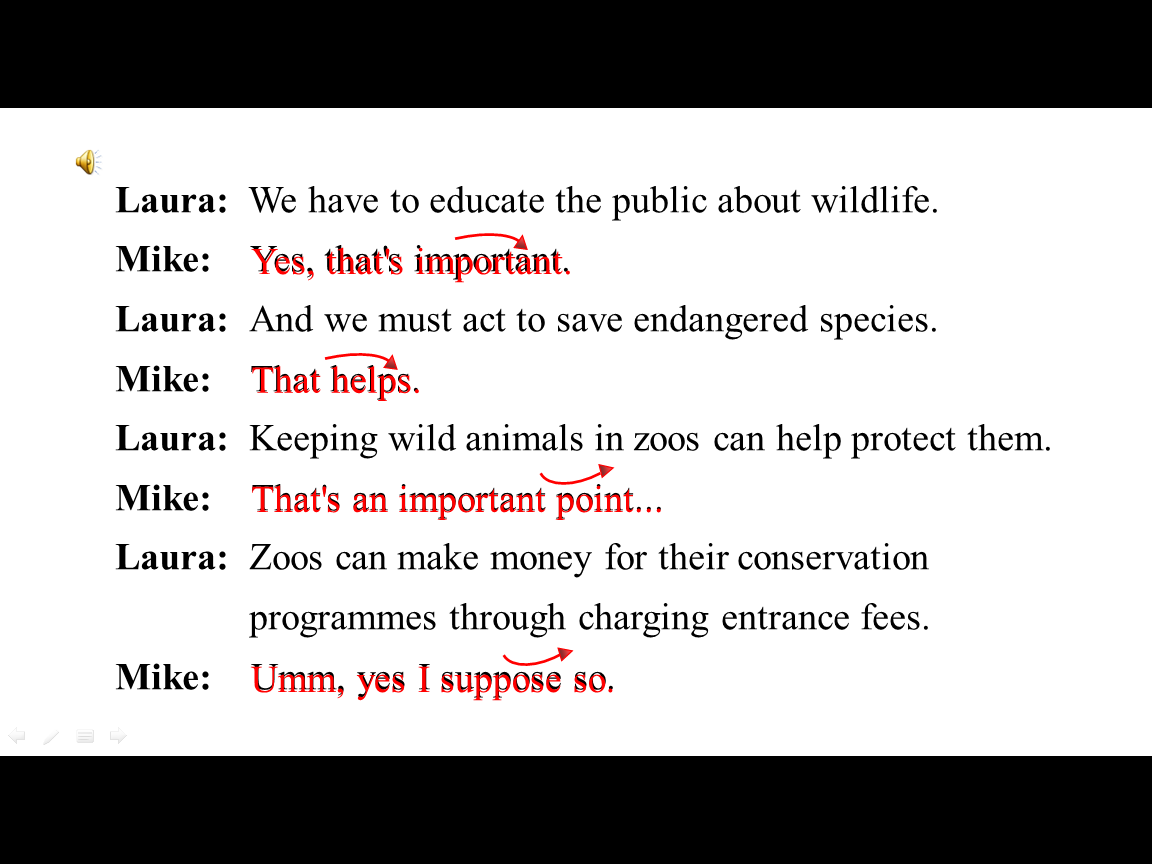 Laura: We have to educate the public about wildlife.
Mike: Yes, that's important.
Laura: And we must act to save endangered species.
Mike: That helps.
Laura: Keeping wild animals in zoos can help protect them.
Mike: That's an important point...
Laura: Zoos can make money for their conservation
programmes through charging entrance fees.
Mike: Umm, yes I suppose so.